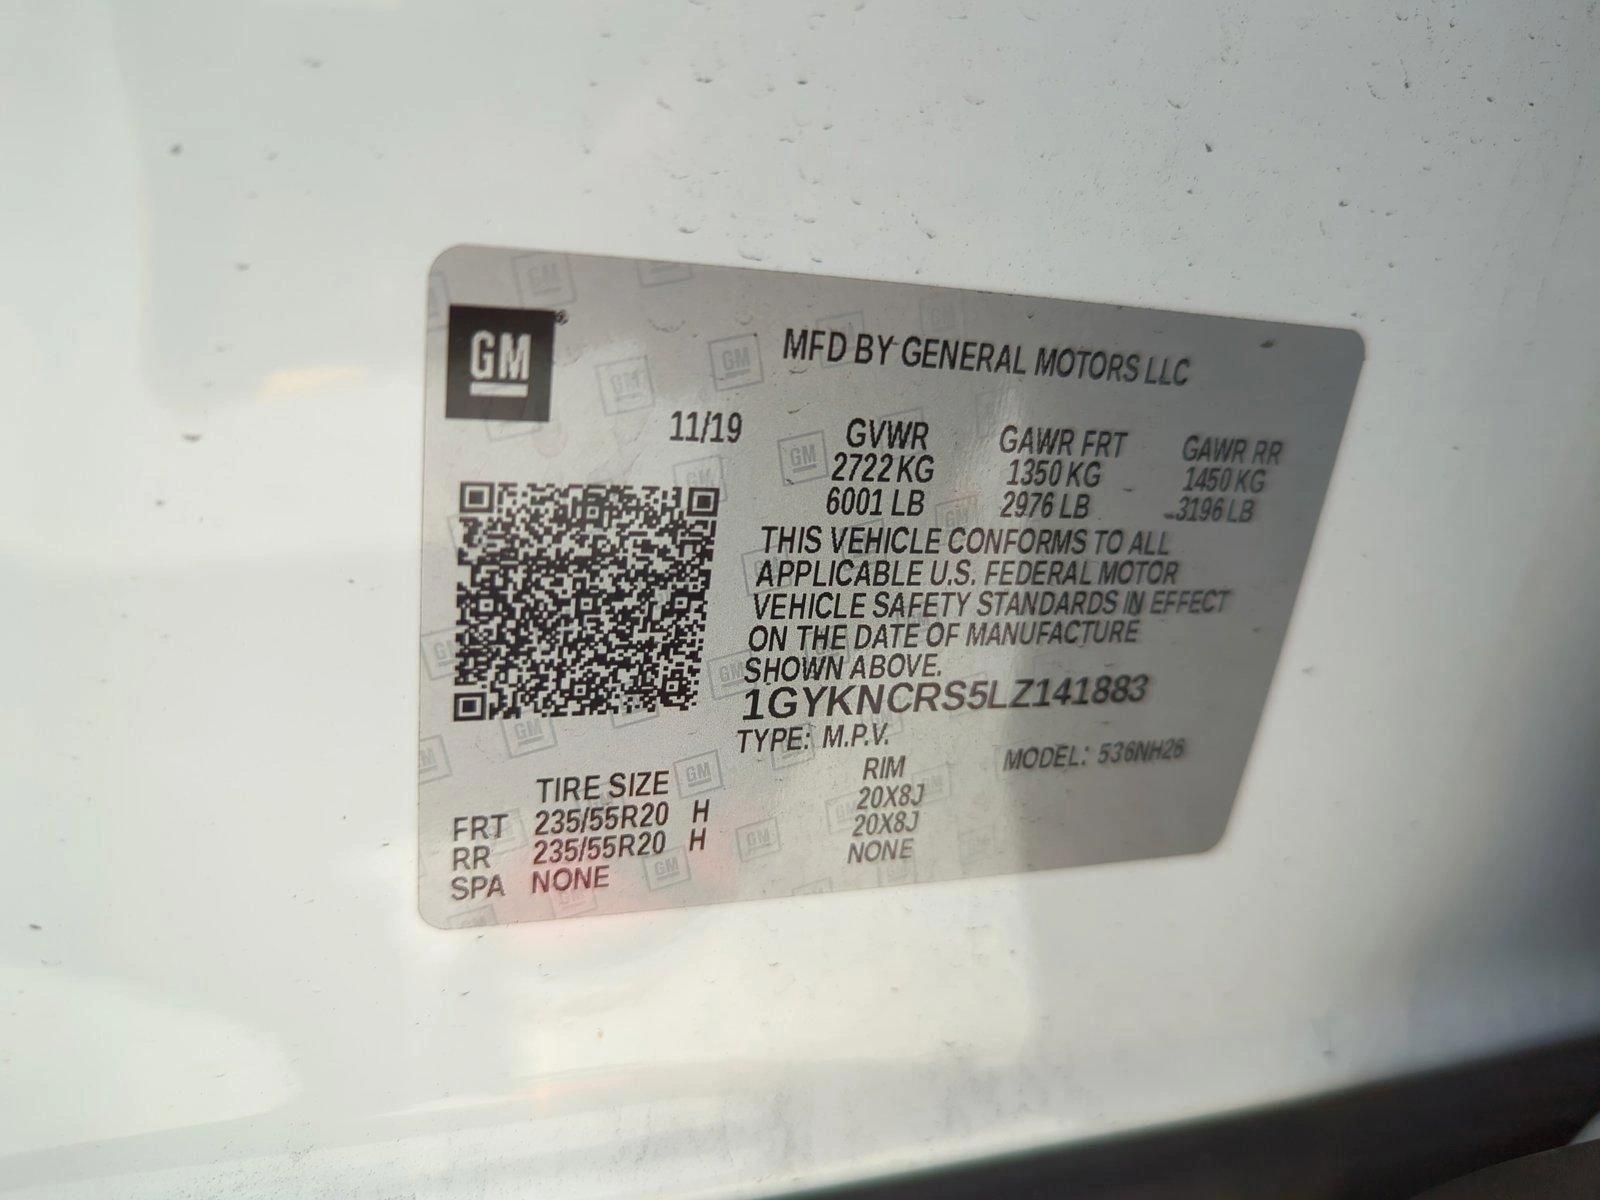 GM
MFD BY GENERAL MOTORS LLC
11/19
GVWR GAWR FRT GAWR RR
2722 KG 1350 KG 1450 KG
6001 LB 2976 LB 3196 LB
THIS VEHICLE CONFORMS TO ALL
APPLICABLE U.S. FEDERAL MOTOR
VEHICLE SAFETY STANDARDS IN EFFECT
ON THE DATE OF MANUFACTURE
SHOWN ABOVE.
1GYKNCRS5LZ141883
TYPE: M.P.V. MODEL: 536NH26
TIRE SIZE RIM
FRT 235/55R20 H 20X8J
RR 235/55R20 H 20X8J
SPA NONE NONE